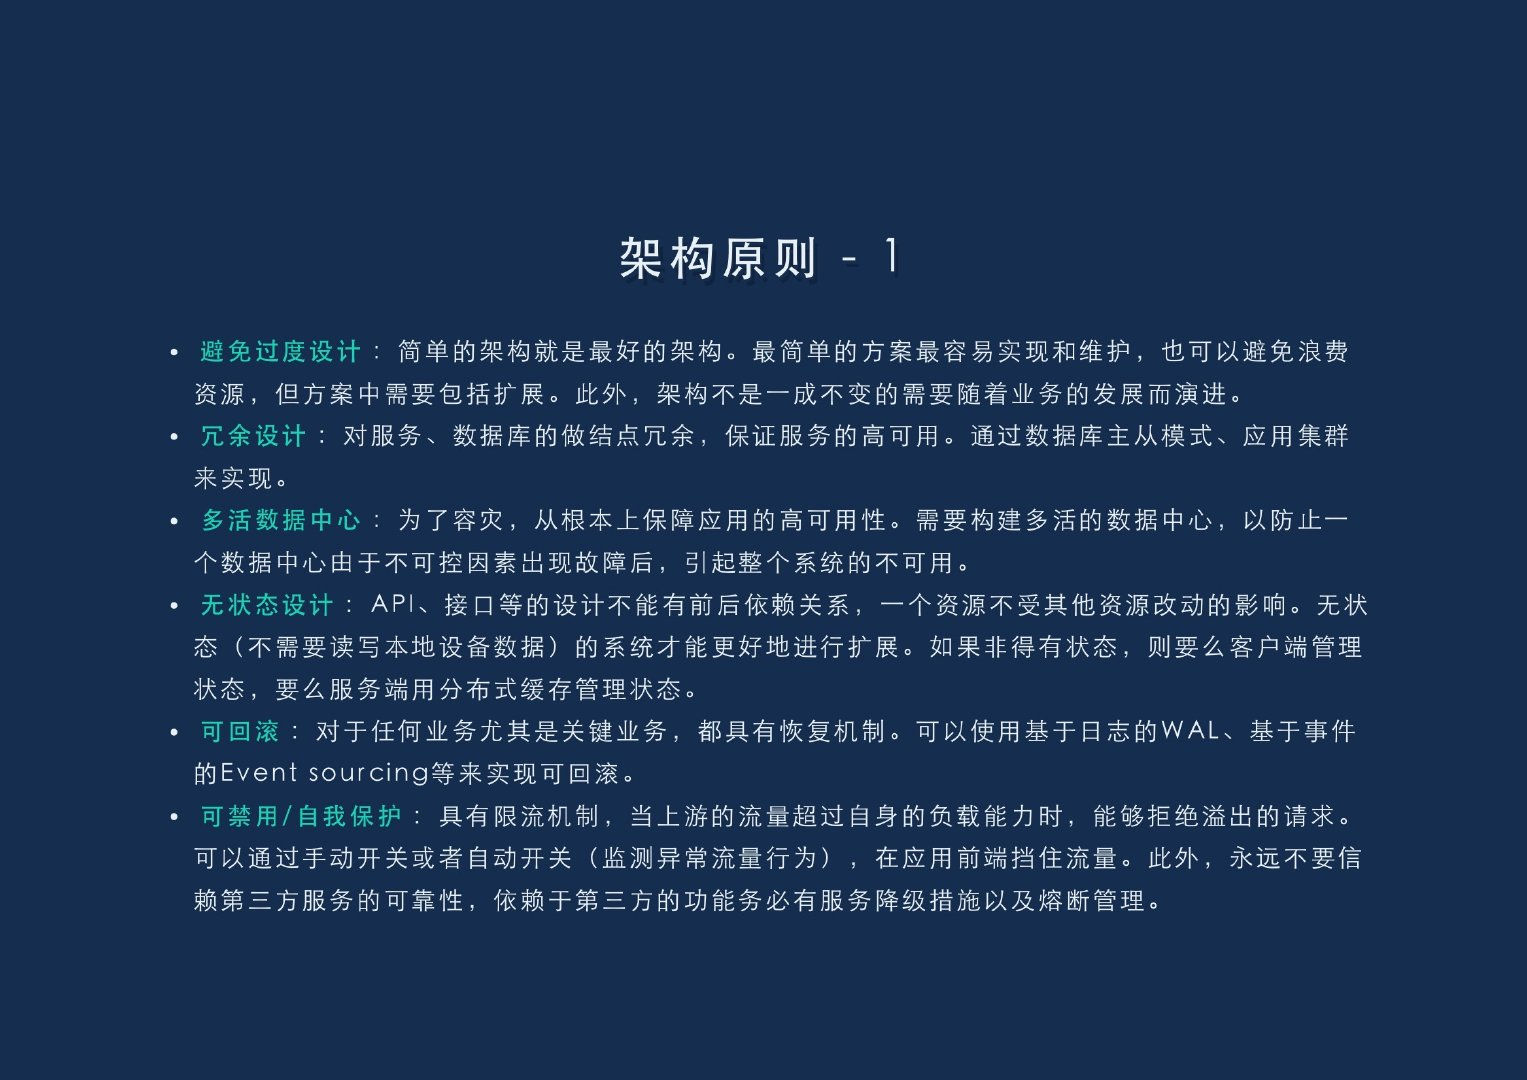 架构原则 - 1
• 避免过度设计：简单的架构就是最好的架构。最简单的方案最容易实现和维护，也可以避免浪费
资源，但方案中需要包括扩展。此外，架构不是一成不变的需要随着业务的发展而演进。
• 冗余设计：对服务、数据库的做结点冗余，保证服务的高可用。通过数据库主从模式、应用集群
来实现。
• 多活数据中心：为了容灾，从根本上保障应用的高可用性。需要构建多活的数据中心，以防止一
个数据中心由于不可控因素出现故障后，引起整个系统的不可用。
• 无状态设计：API、接口等的设计不能有前后依赖关系，一个资源不受其他资源改动的影响。无状
态（不需要读写本地设备数据）的系统才能更好地进行扩展。如果非得有状态，则要么客户端管理
状态，要么服务端用分布式缓存管理状态。
• 可回滚：对于任何业务尤其是关键业务，都具有恢复机制。可以使用基于日志的WAL、基于事件
的Event sourcing等来实现可回滚。
• 可禁用/自我保护：具有限流机制，当上游的流量超过自身的负载能力时，能够拒绝溢出的请求。
可以通过手动开关或者自动开关（监测异常流量行为），在应用前端挡住流量。此外，永远不要信
赖第三方服务的可靠性，依赖于第三方的功能务必有服务降级措施以及熔断管理。